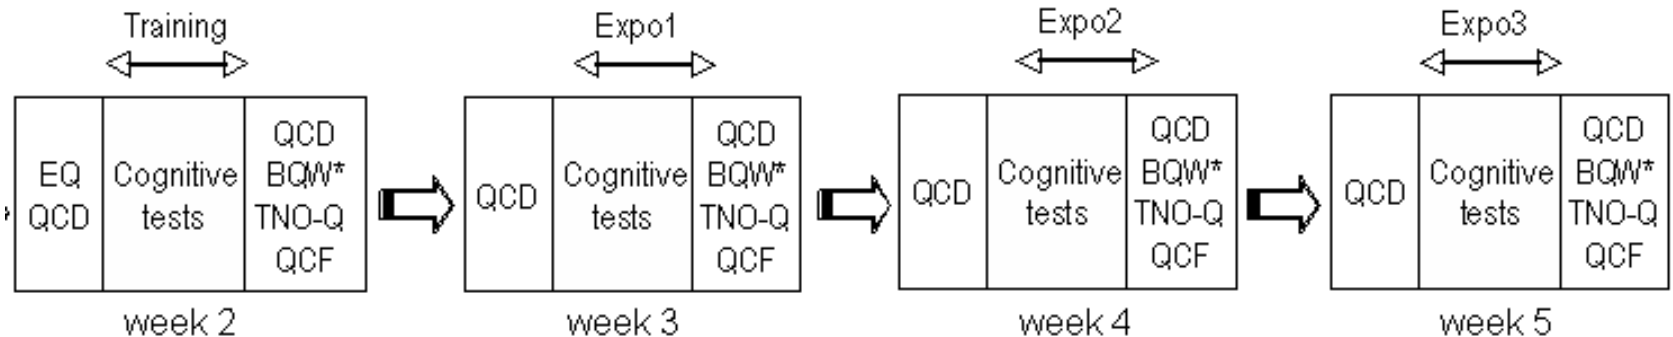 Training
EQ
QCD
Cognitive
tests
QCD
BQW*
TNO-Q
QCF
week 2
Expo1
QCD
Cognitive
tests
QCD
BQW*
TNO-Q
QCF
week 3
Expo2
QCD
Cognitive
tests
QCD
BQW*
TNO-Q
QCF
week 4
Expo3
QCD
Cognitive
tests
QCD
BQW*
TNO-Q
QCF
week 5